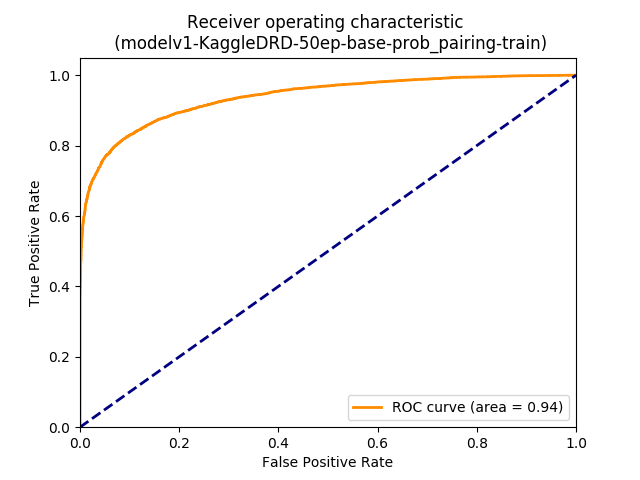 Receiver operating characteristic
(modelv1-KaggleDRD-50ep-base-prob_pairing-train)
1.0
0.8
0.6
0.4
0.2
0.0
True Positive Rate
ROC curve (area = 0.94)
0.0 0.2 0.4 0.6 0.8 1.0
False Positive Rate